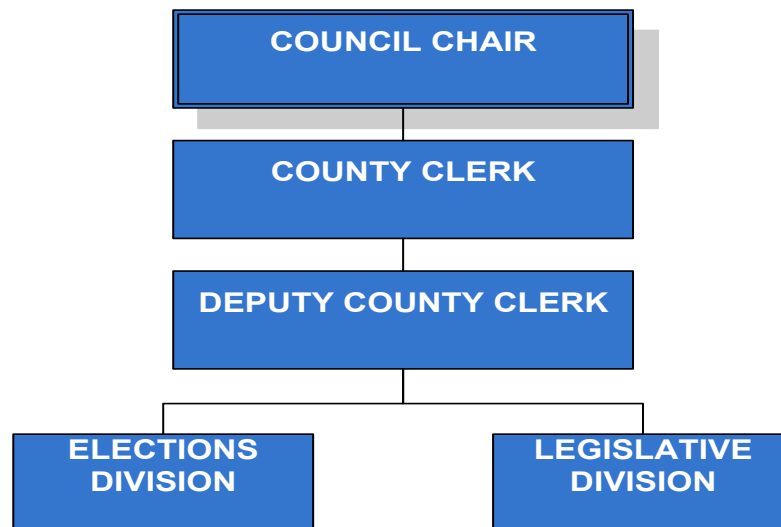 COUNCIL CHAIR
COUNTY CLERK
DEPUTY COUNTY CLERK
ELECTIONS
DIVISION
LEGISLATIVE
DIVISION